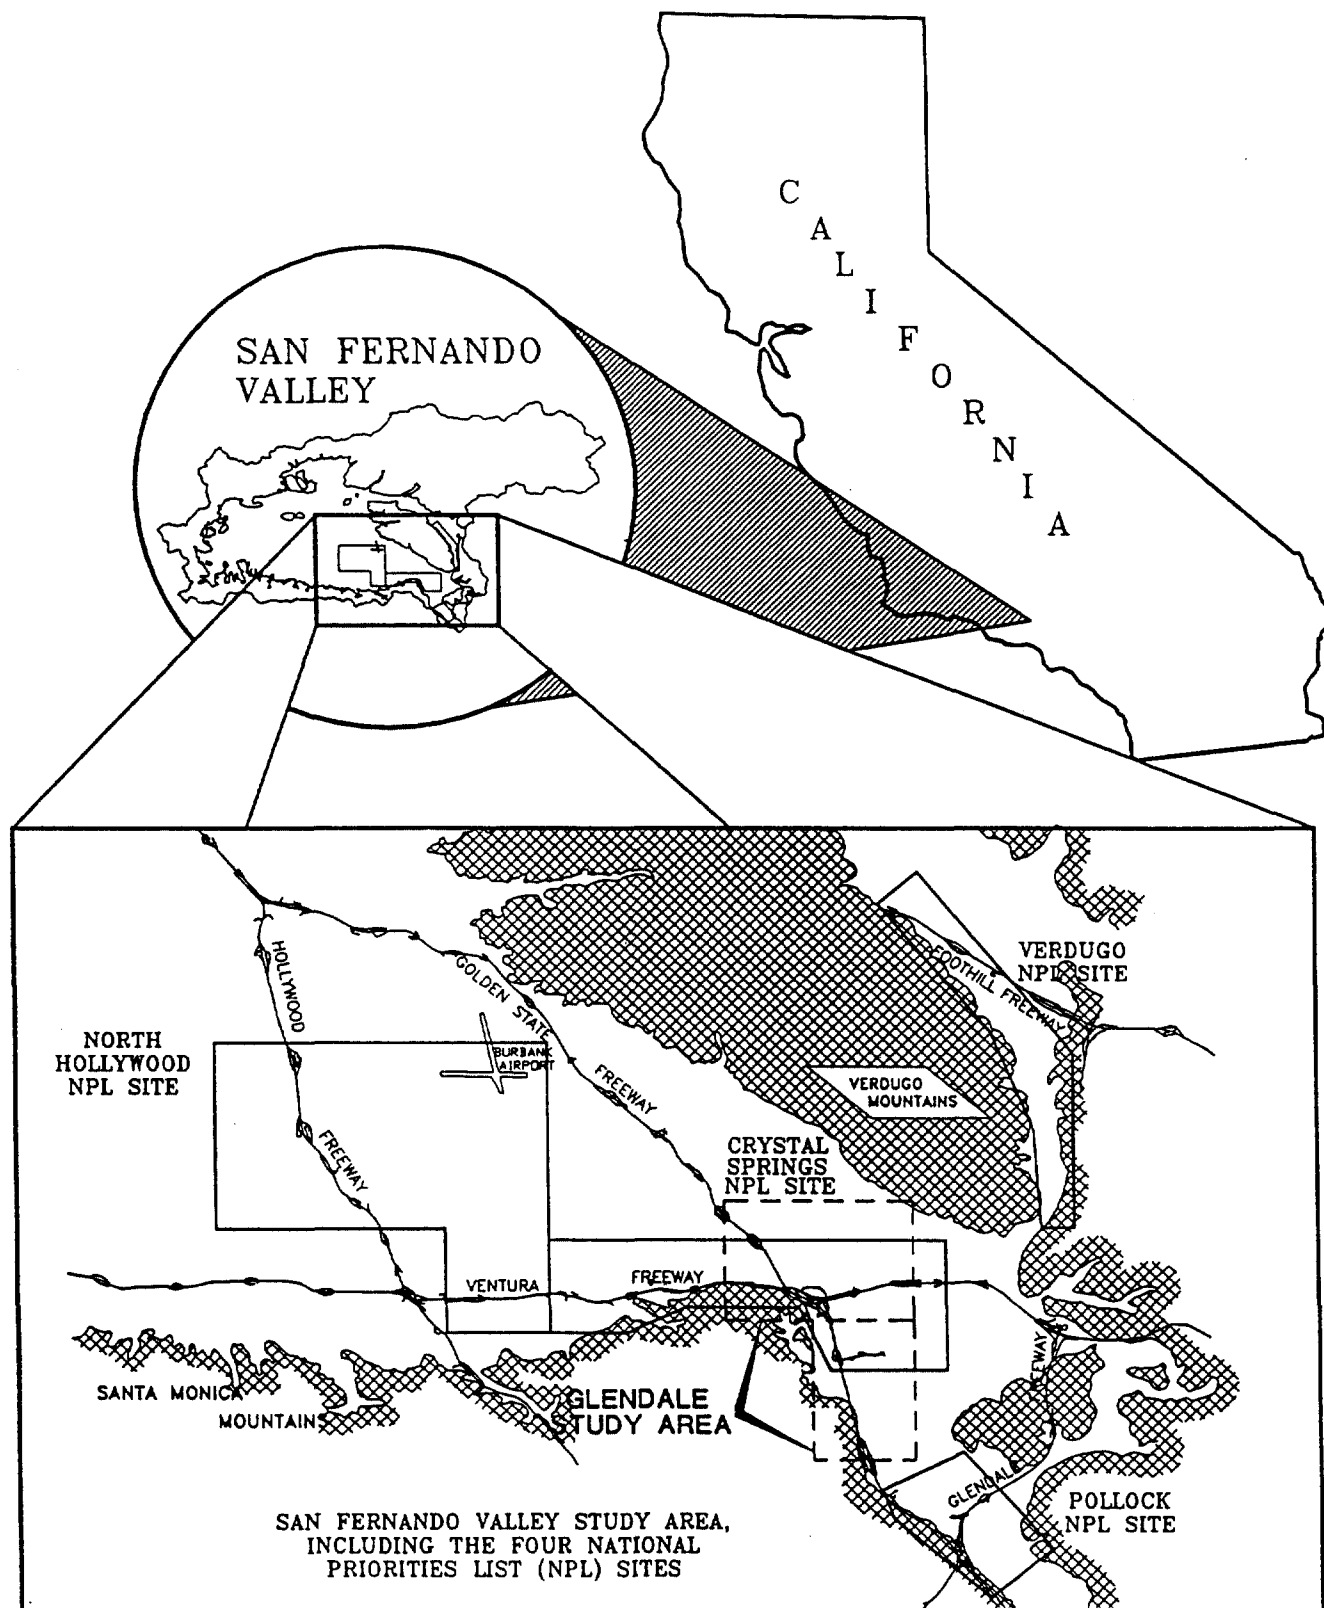 CALIFORNIA
SAN FERNANDO
VALLEY
VERDUGO
NPL SITE
FOOTHILL FREEWAY
HOLLYWOOD
GOLDEN STATE
NORTH
HOLLYWOOD
NPL SITE
BURBANK
AIRPORT
FREEWAY
VERDUGO
MOUNTAINS
FREEWAY
CRYSTAL
SPRINGS
NPL SITE
VENTURA
FREEWAY
SANTA MONICA
MOUNTAINS
GLENDALE
STUDY AREA
FREEWAY
GLENDALE
POLLOCK
NPL SITE
SAN FERNANDO VALLEY STUDY AREA,
INCLUDING THE FOUR NATIONAL
PRIORITIES LIST (NPL) SITES